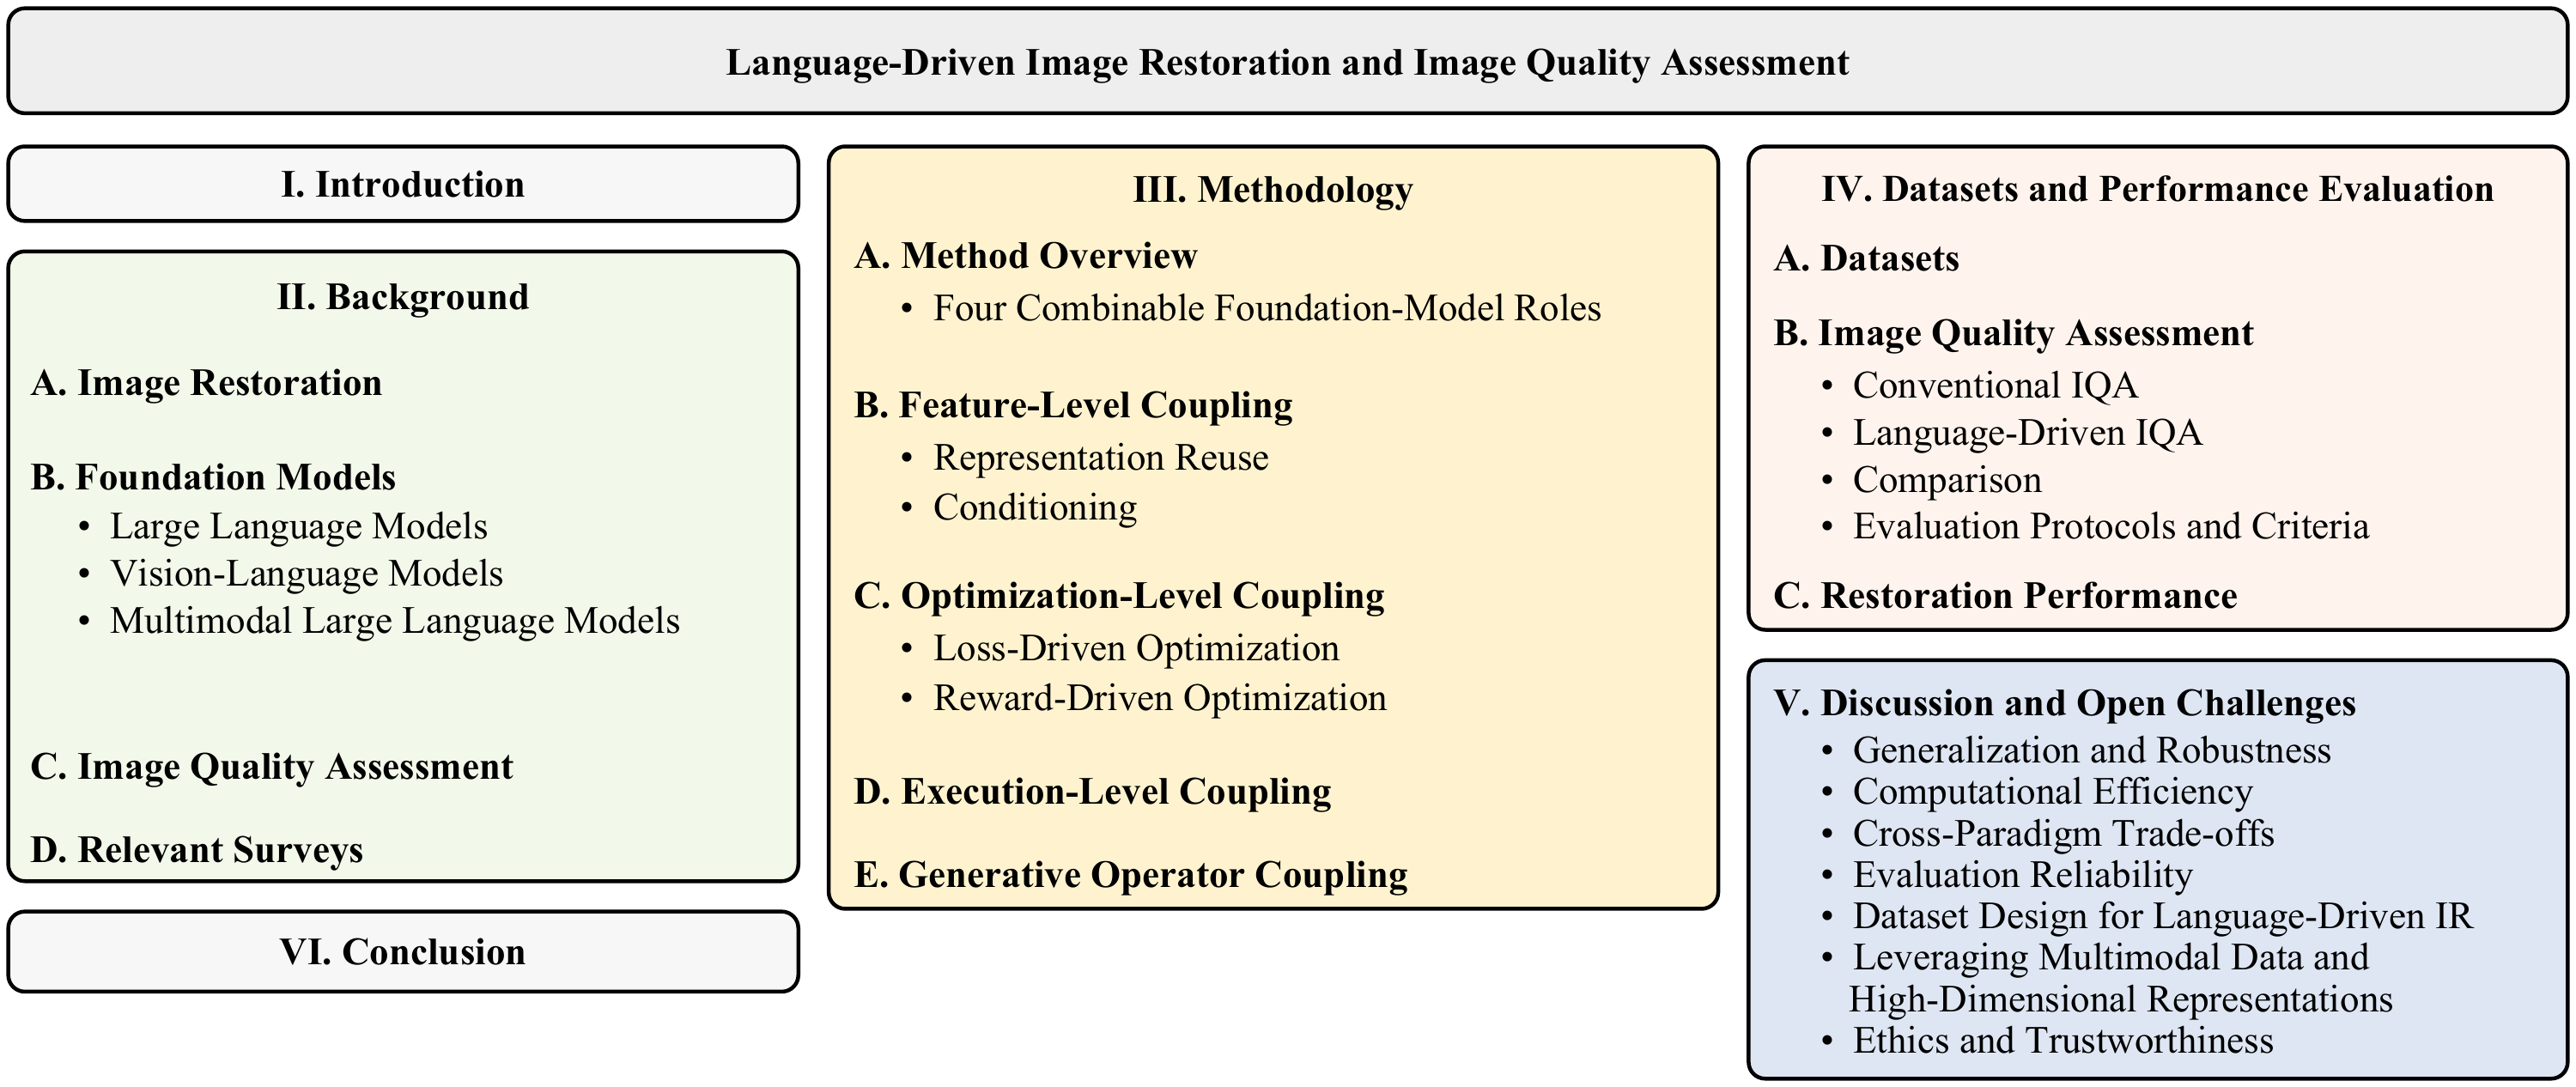 Language-Driven Image Restoration and Image Quality Assessment
I. Introduction
II. Background
A. Image Restoration
B. Foundation Models
• Large Language Models
• Vision-Language Models
• Multimodal Large Language Models
C. Image Quality Assessment
D. Relevant Surveys
VI. Conclusion
III. Methodology
A. Method Overview
• Four Combinable Foundation-Model Roles
B. Feature-Level Coupling
• Representation Reuse
• Conditioning
C. Optimization-Level Coupling
• Loss-Driven Optimization
• Reward-Driven Optimization
D. Execution-Level Coupling
E. Generative Operator Coupling
IV. Datasets and Performance Evaluation
A. Datasets
B. Image Quality Assessment
• Conventional IQA
• Language-Driven IQA
• Comparison
• Evaluation Protocols and Criteria
C. Restoration Performance
V. Discussion and Open Challenges
• Generalization and Robustness
• Computational Efficiency
• Cross-Paradigm Trade-offs
• Evaluation Reliability
• Dataset Design for Language-Driven IR
• Leveraging Multimodal Data and
High-Dimensional Representations
• Ethics and Trustworthiness